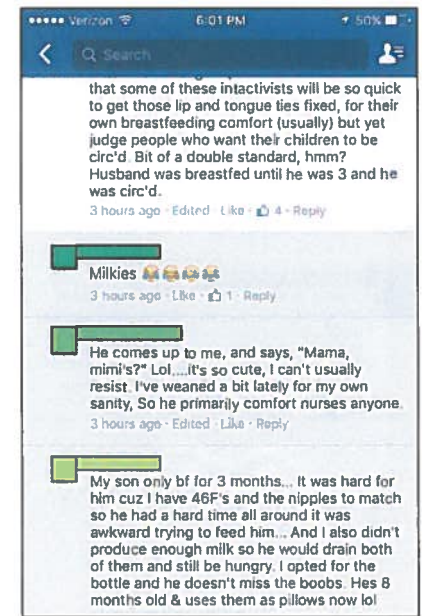 Verizon 6:01 PM 50%
Search
that some of these intactivists will be so quick
to get those lip and tongue ties fixed, for their
own breastfeeding comfort (usually) but yet
judge people who want their children to be
circ'd. Bit of a double standard, hmm?
Husband was breastfed until he was 3 and he
was circ'd.
3 hours ago · Edited · Like · 4 · Reply
Milkies
3 hours ago · Like · 1 · Reply
He comes up to me, and says, "Mama,
mimi's?" Lol....it's so cute, I can't usually
resist. I've weaned a bit lately for my own
sanity, So he primarily comfort nurses anyone.
3 hours ago · Edited · Like · Reply
My son only bf for 3 months... It was hard for
him cuz I have 46F's and the nipples to match
so he had a hard time all around it was
awkward trying to feed him... And I also didn't
produce enough milk so he would drain both
of them and still be hungry. I opted for the
bottle and he doesn't miss the boobs. Hes 8
months old & uses them as pillows now lol